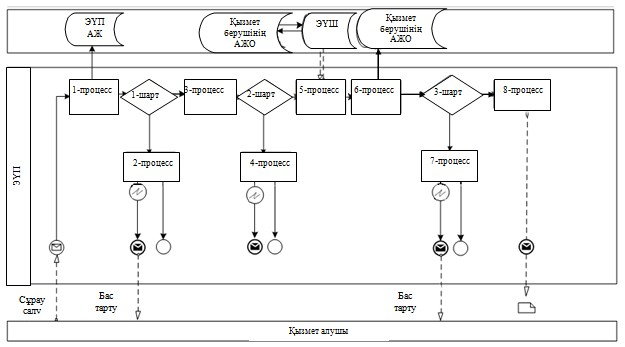 ЭҮП
АЖ
Қызмет
берушінің
АЖО
ЭҮШ
Қызмет
берушінің
АЖО
1-процесс
1-шарт
3-процесс
2-шарт
5-процесс
6-процесс
3-шарт
8-процесс
2-процесс
4-процесс
7-процесс
ЭҮП
Сұрау
салу
Бас
тарту
Бас
тарту
Қызмет алушы